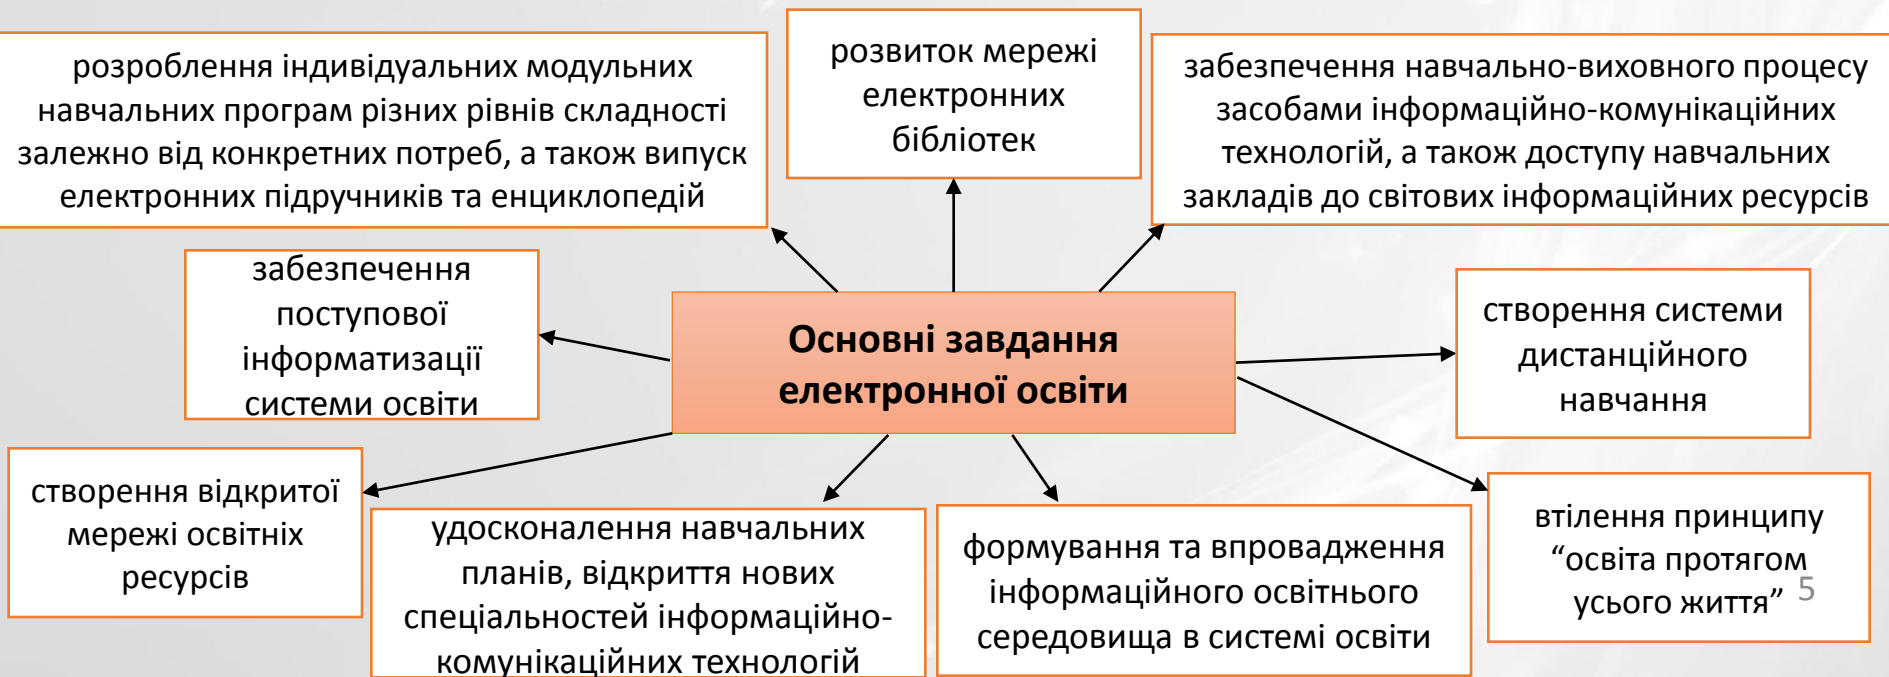 розроблення індивідуальних модульних
навчальних програм різних рівнів складності
залежно від конкретних потреб, а також випуск
електронних підручників та енциклопедій
розвиток мережі
електронних
бібліотек
забезпечення навчально-виховного процесу
засобами інформаційно-комунікаційних
технологій, а також доступу навчальних
закладів до світових інформаційних ресурсів
забезпечення
поступової
інформатизації
системи освіти
Основні завдання
електронної освіти
створення системи
дистанційного
навчання
створення відкритої
мережі освітніх
ресурсів
удосконалення навчальних
планів, відкриття нових
спеціальностей інформаційно-
комунікаційних технологій
формування та впровадження
інформаційного освітнього
середовища в системі освіти
втілення принципу
“освіта протягом
усього життя”
5